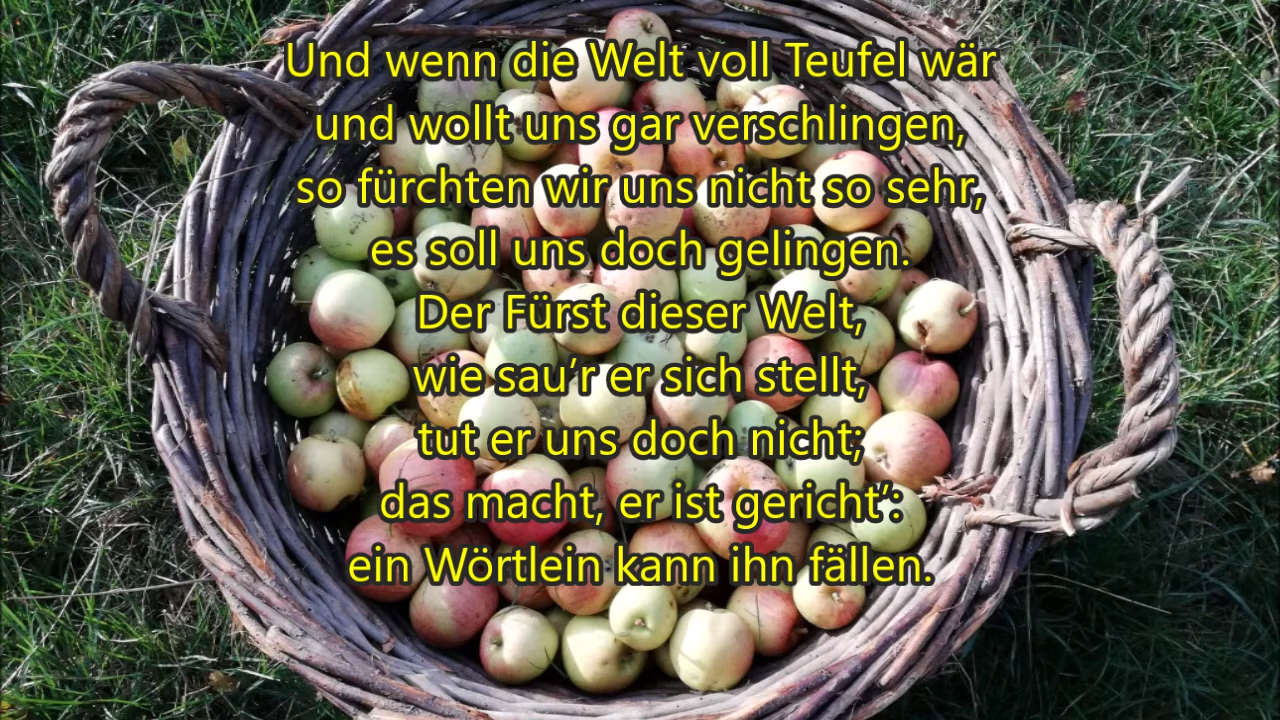 Und wenn die Welt voll Teufel wär
und wollt uns gar verschlingen,
so fürchten wir uns nicht so sehr,
es soll uns doch gelingen.
Der Fürst dieser Welt,
wie sau’r er sich stellt,
tut er uns doch nicht;
das macht, er ist gericht’:
ein Wörtlein kann ihn fällen.